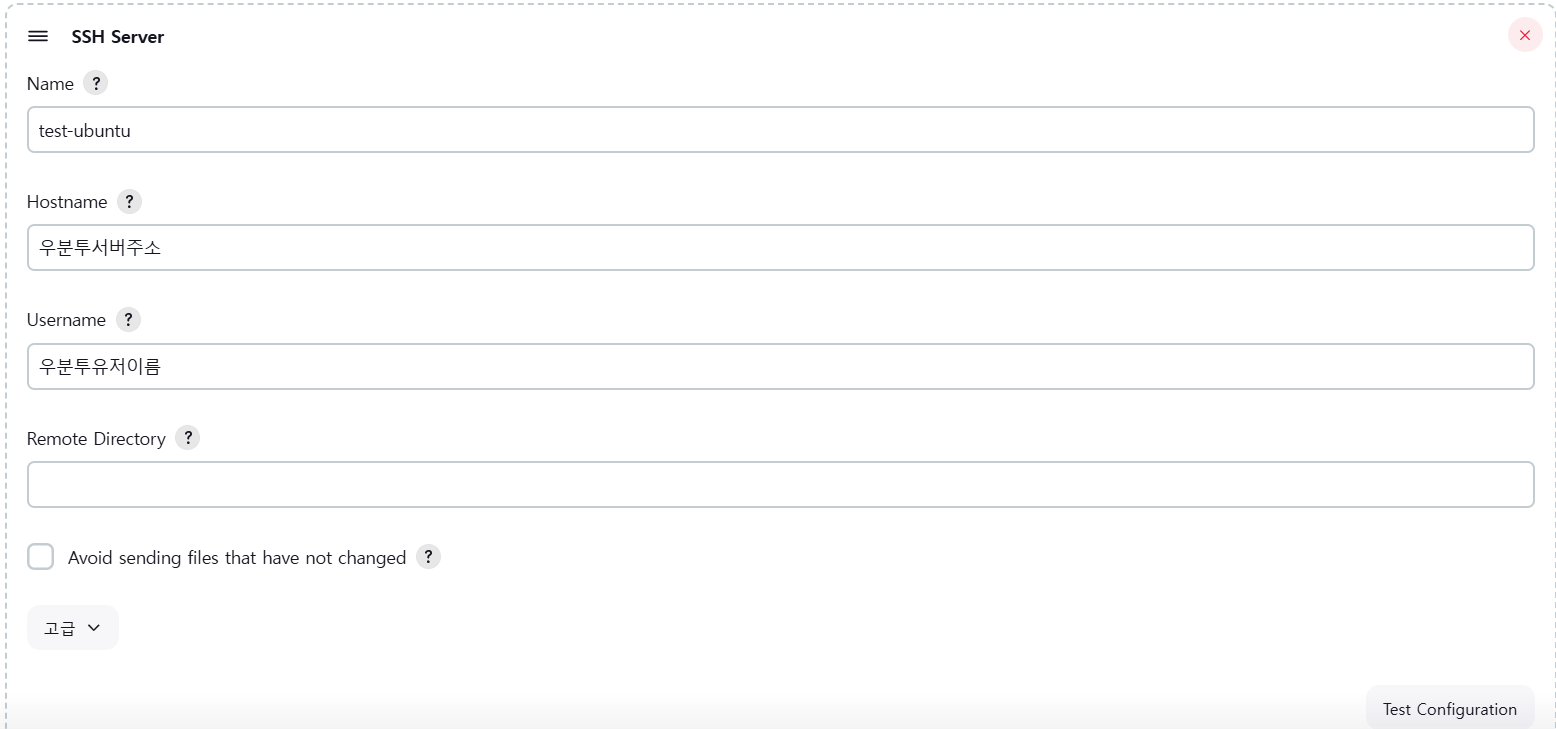 SSH Server
Name ?
test-ubuntu
Hostname ?
우분투서버주소
Username ?
우분투유저이름
Remote Directory ?
Avoid sending files that have not changed ?
고급
Test Configuration